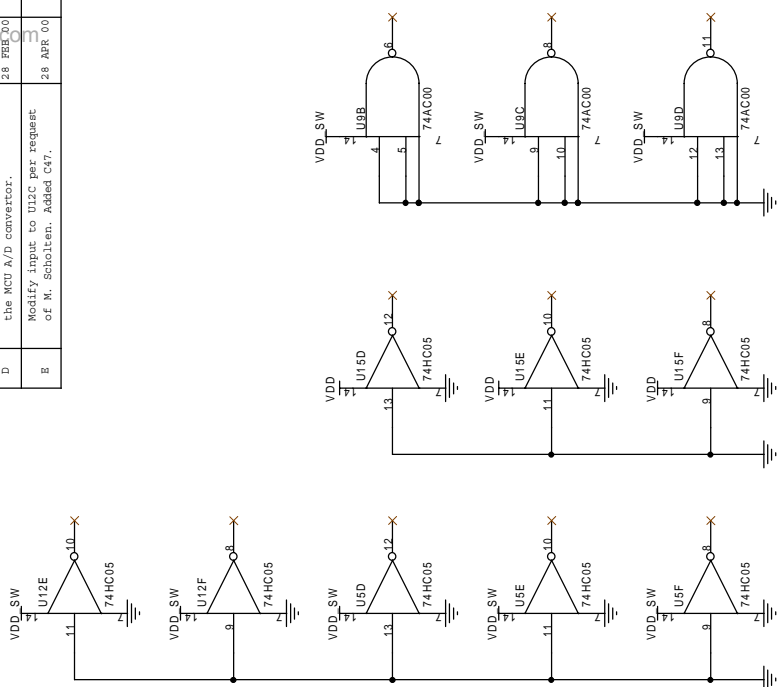 com
D
the MCU A/D convertor.
28 FEB 00
E
Modify input to U12C per request
of M. Scholten. Added C47.
28 APR 00
6
VDD_SW
14
U9B
74AC00
4
5
7
8
VDD_SW
14
U9C
74AC00
9
10
7
11
VDD_SW
14
U9D
74AC00
12
13
7
12
VDD
14
U15D
74HC05
13
7
10
VDD
14
U15E
74HC05
11
7
8
VDD
14
U15F
74HC05
9
7
10
VDD_SW
14
U12E
74HC05
11
7
8
VDD_SW
14
U12F
74HC05
9
7
12
VDD_SW
14
U5D
74HC05
13
7
10
VDD_SW
14
U5E
74HC05
11
7
8
VDD_SW
14
U5F
74HC05
9
7